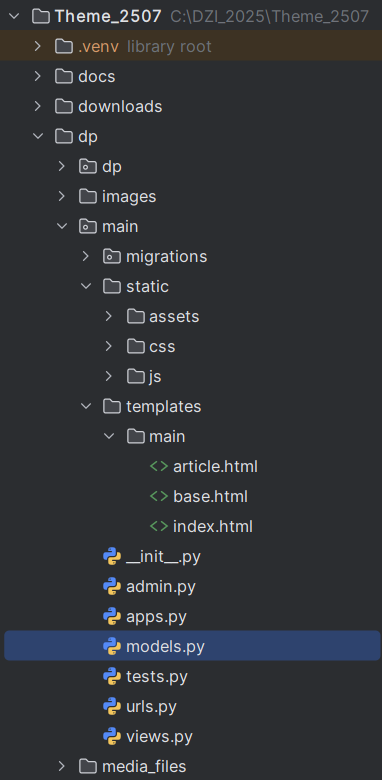 Theme_2507 C:\DZI_2025\Theme_2507
.venv library root
docs
downloads
dp
dp
images
main
migrations
static
assets
css
js
templates
main
<> article.html
<> base.html
<> index.html
__init__.py
admin.py
apps.py
models.py
tests.py
urls.py
views.py
media_files